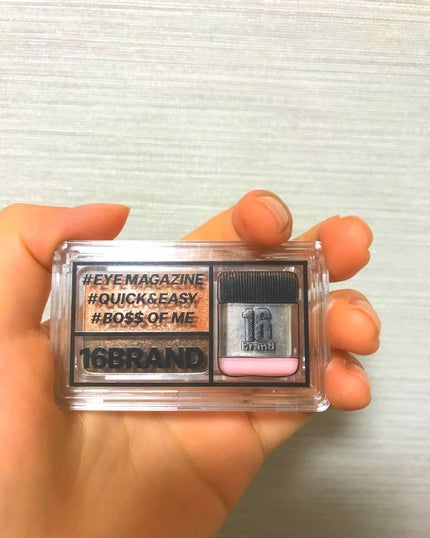 #EYE MAGAZINE
#QUICK&EASY
#BO$$ OF ME
16BRAND
16
brand